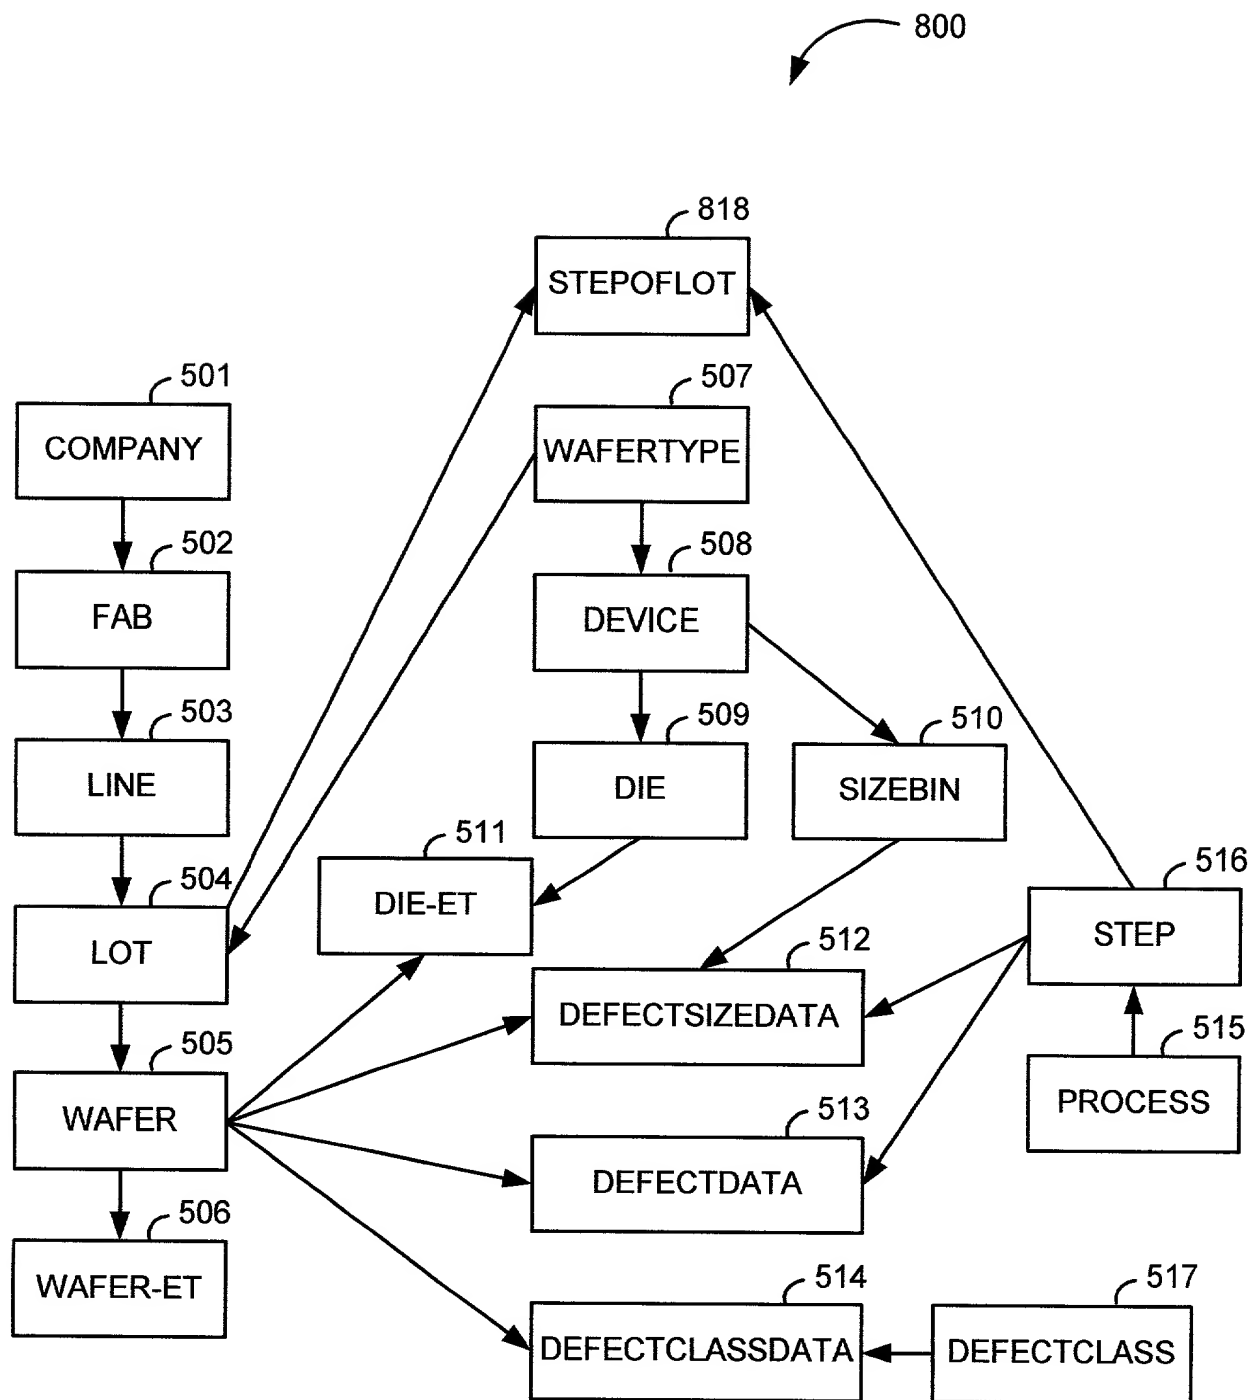 800
818
STEPOFLOT
501
COMPANY
507
WAFERTYPE
502
FAB
508
DEVICE
503
LINE
509
DIE
510
SIZEBIN
504
LOT
511
DIE-ET
512
DEFECTSIZEDATA
516
STEP
505
WAFER
513
DEFECTDATA
515
PROCESS
506
WAFER-ET
514
DEFECTCLASSDATA
517
DEFECTCLASS